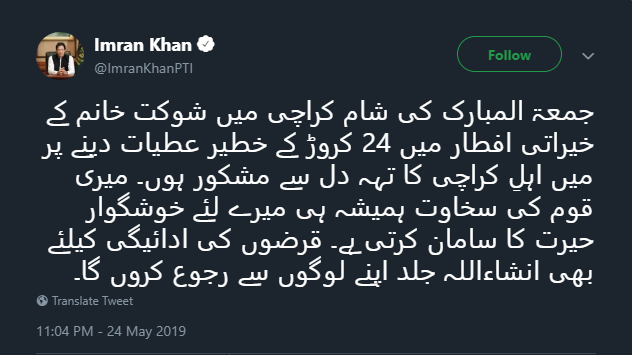 Imran Khan
@ImranKhanPTI
Follow
جمعۃ المبارک کی شام کراچی میں شوکت خانم کے
خیراتی افطار میں 24 کروڑ کے خطیر عطیات دینے پر
میں اہلِ کراچی کا تہہ دل سے مشکور ہوں۔ میری
قوم کی سخاوت ہمیشہ ہی میرے لئے خوشگوار
حیرت کا سامان کرتی ہے۔ قرضوں کی ادائیگی کیلئے
بھی انشاءاللہ جلد اپنے لوگوں سے رجوع کروں گا۔
Translate Tweet
11:04 PM - 24 May 2019